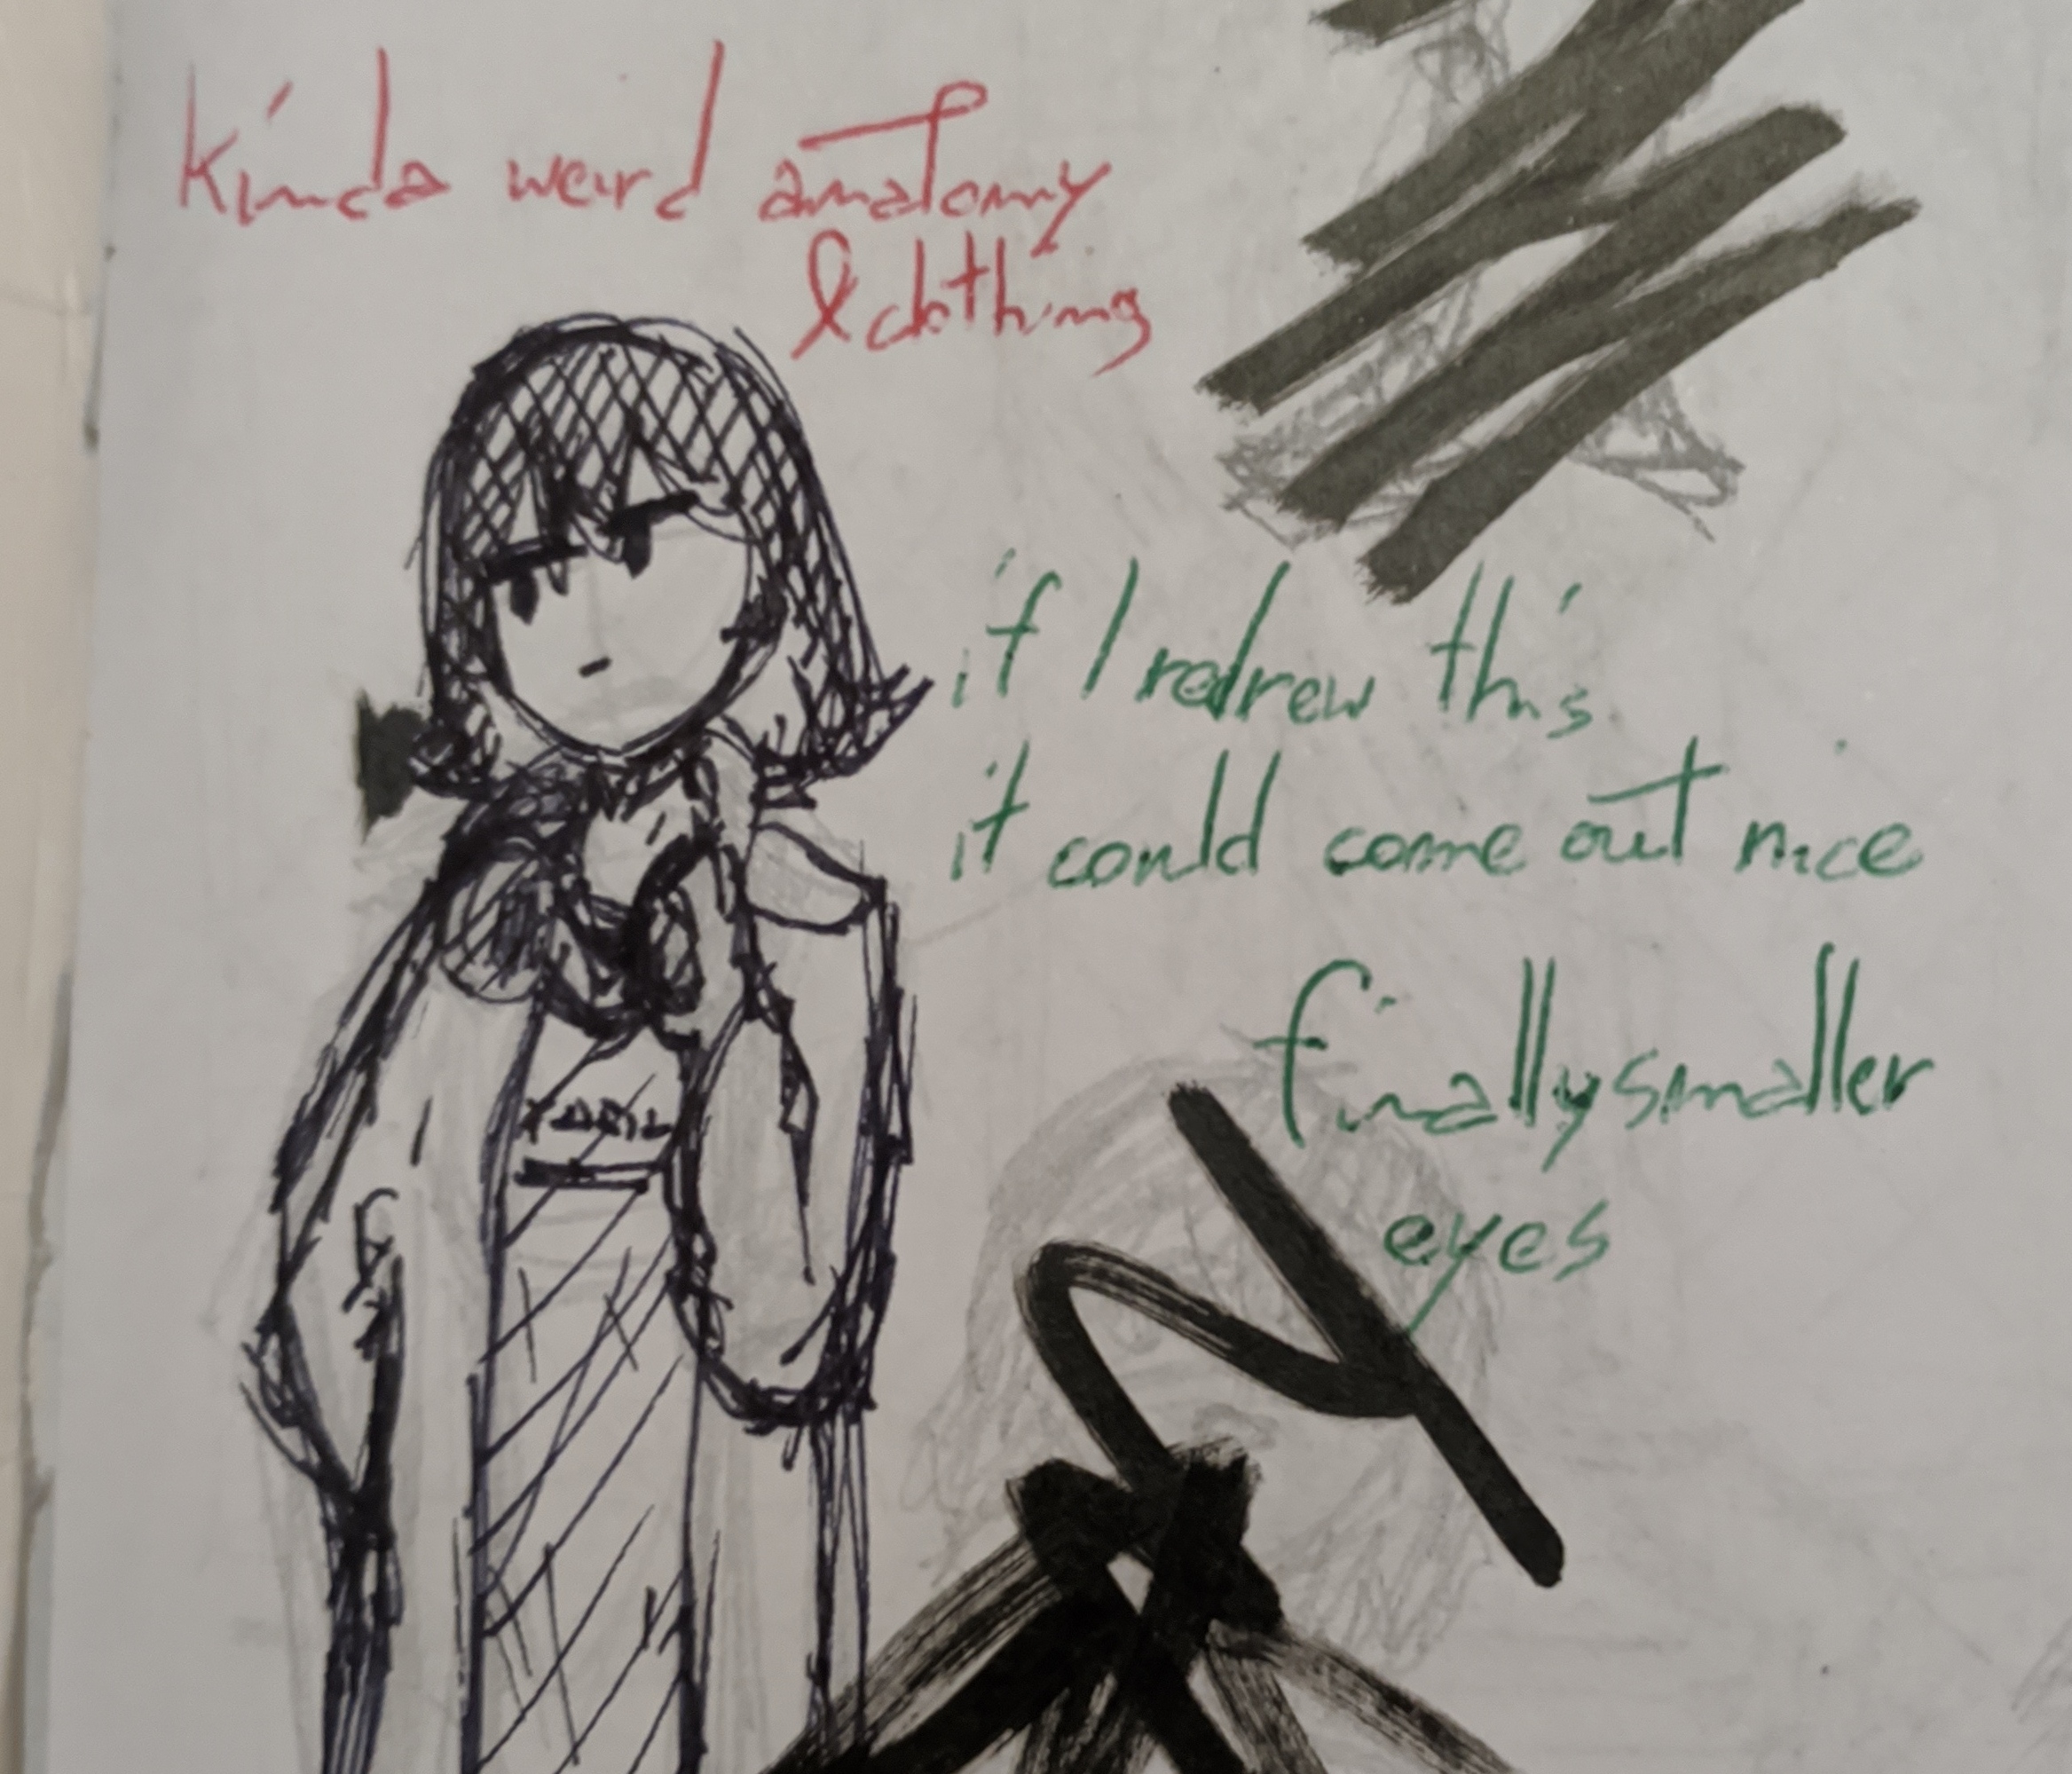 Kinda weird anatomy
& clothing
if I redrew this
it could come out nice
finally smaller
eyes